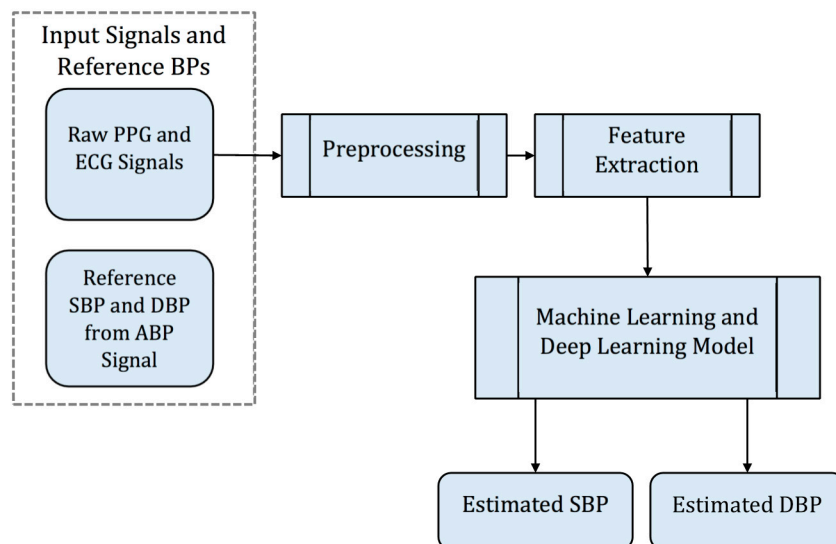 Input Signals and
Reference BPs
Raw PPG and
ECG Signals
Preprocessing
Feature
Extraction
Reference
SBP and DBP
from ABP
Signal
Machine Learning and
Deep Learning Model
Estimated SBP
Estimated DBP